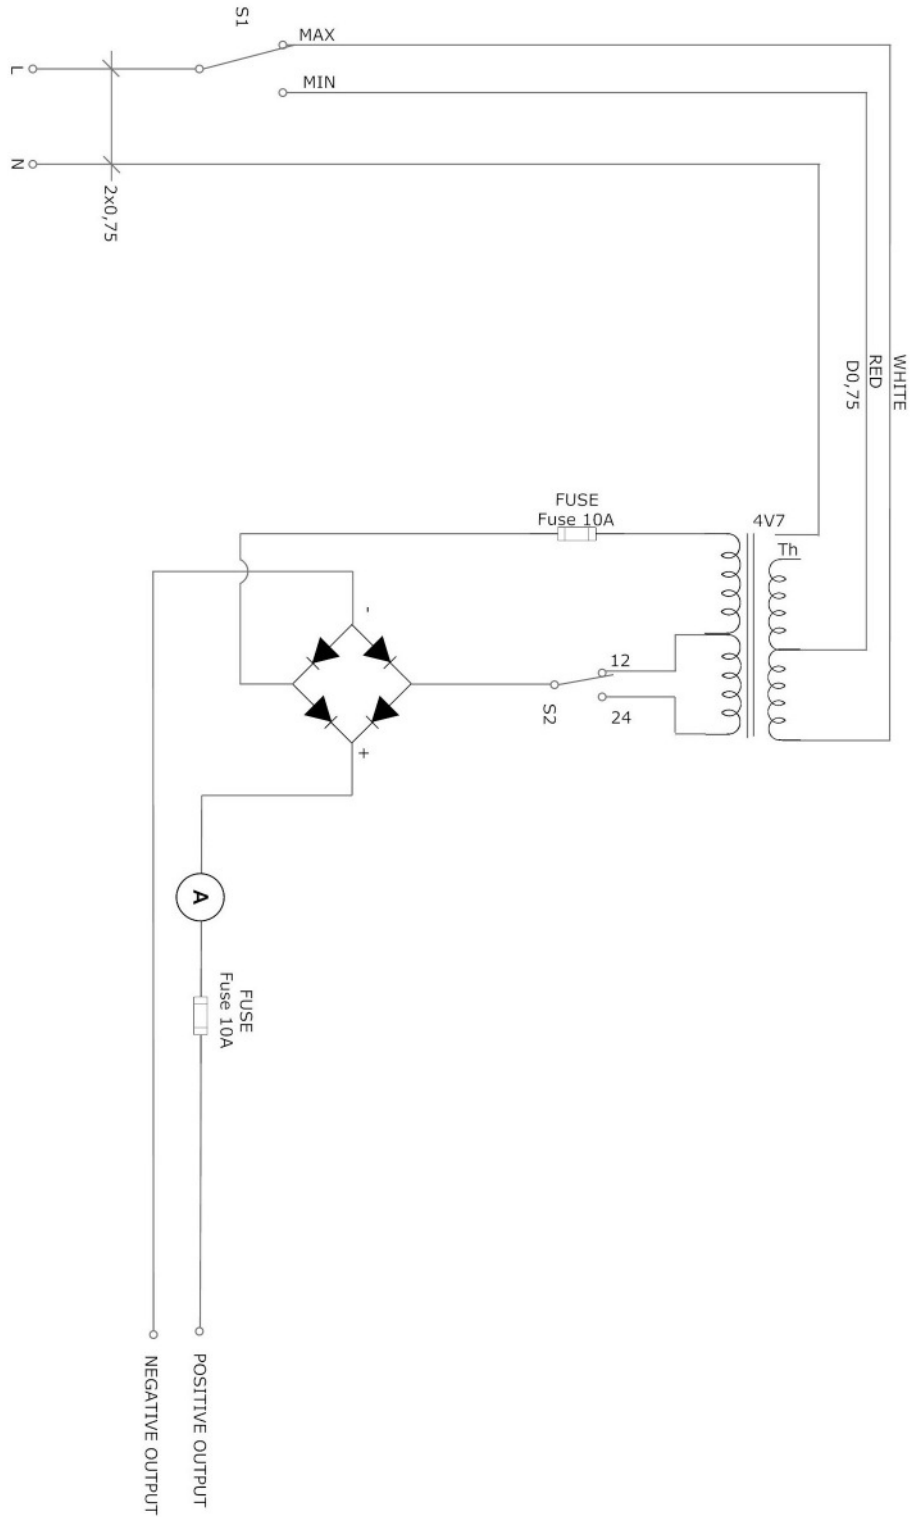 S1
MAX
L
MIN
N
2x0,75
WHITE
RED
D0,75
FUSE
Fuse 10A
4V7
Th
-
12
S2
24
+
A
FUSE
Fuse 10A
POSITIVE OUTPUT
NEGATIVE OUTPUT